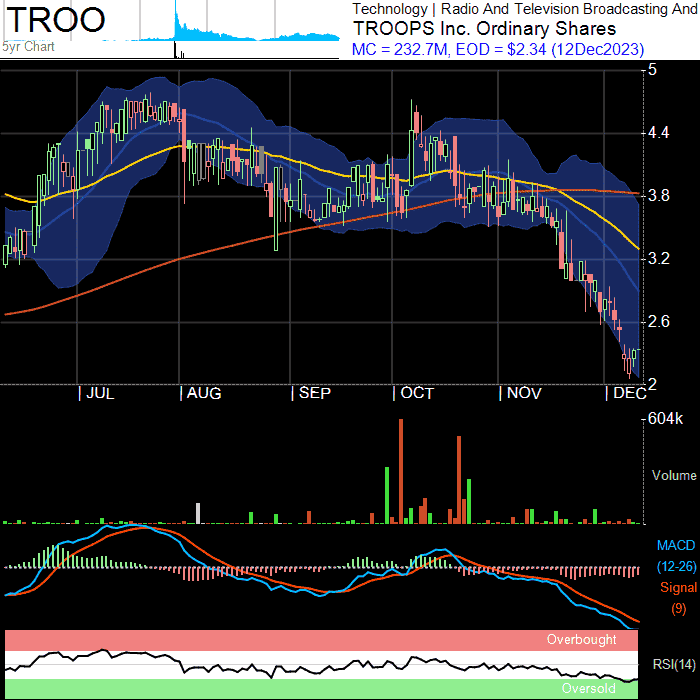 TROO
5yr Chart
Technology | Radio And Television Broadcasting And
TROOPS Inc. Ordinary Shares
MC = 232.7M, EOD = $2.34 (12Dec2023)
5
4.4
3.8
3.2
2.6
2
JUL AUG SEP OCT NOV DEC
604k
Volume
MACD
(12-26)
Signal
(9)
Overbought
RSI(14)
Oversold